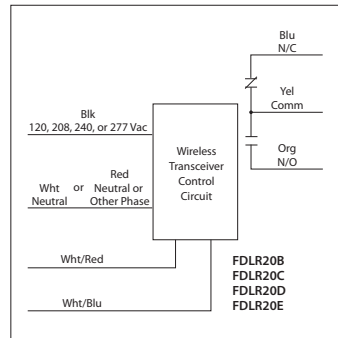 Blu
N/C
Yel
Comm
Org
N/O
Blk
120, 208, 240, or 277 Vac
Wireless
Transceiver
Control
Circuit
Red
Wht or Neutral or
Neutral Other Phase
Wht/Red
Wht/Blu
FDLR20B
FDLR20C
FDLR20D
FDLR20E